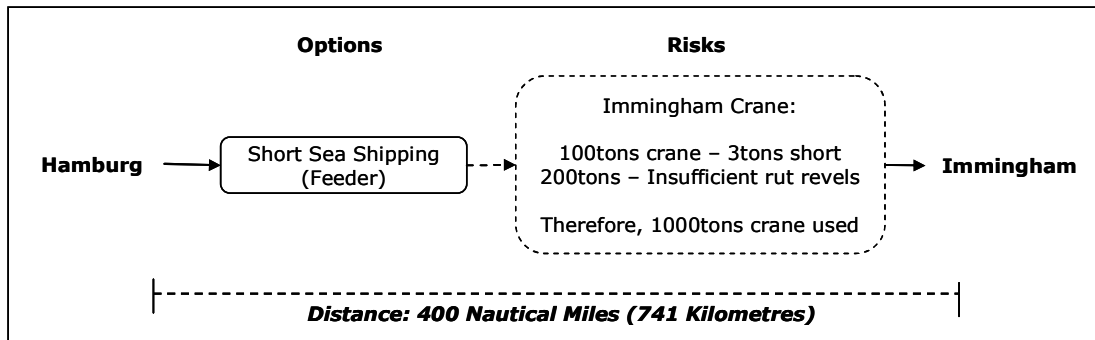 Options
Risks
Hamburg
Short Sea Shipping
(Feeder)
Immingham Crane:
100tons crane – 3tons short
200tons – Insufficient rut revels
Therefore, 1000tons crane used
Immingham
Distance: 400 Nautical Miles (741 Kilometres)